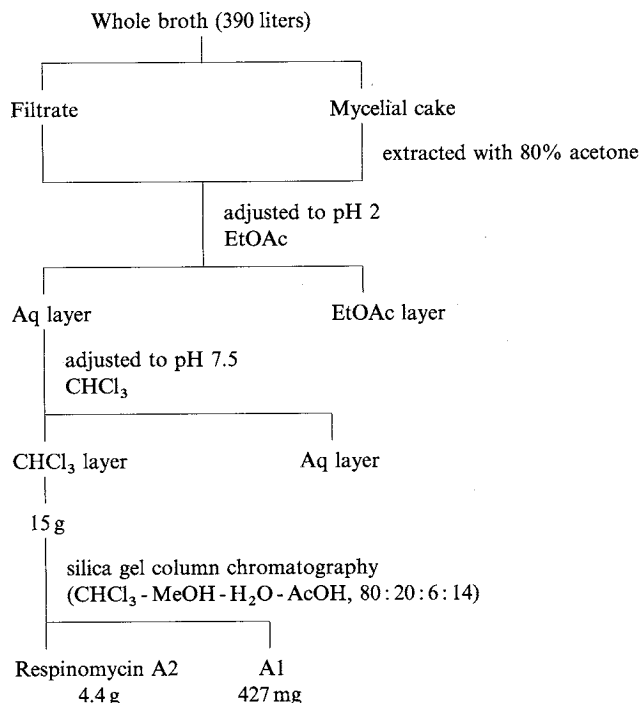 Whole broth (390 liters)
Filtrate
Mycelial cake
extracted with 80% acetone
adjusted to pH 2
EtOAc
Aq layer
EtOAc layer
adjusted to pH 7.5
CHCl₃
CHCl₃ layer
Aq layer
15 g
silica gel column chromatography
(CHCl₃ - MeOH - H₂O - AcOH, 80 : 20 : 6 : 14)
Respinomycin A2
A1
4.4 g
427 mg